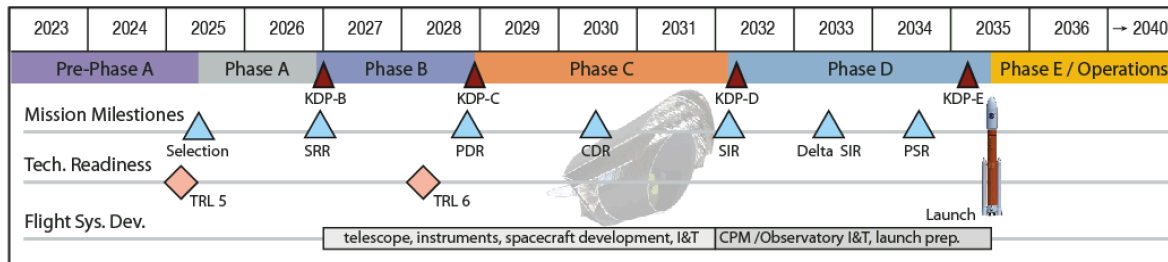 2023 2024 2025 2026 2027 2028 2029 2030 2031 2032 2033 2034 2035 2036 → 2040
Pre-Phase A Phase A Phase B Phase C Phase D Phase E / Operations
KDP-B KDP-C KDP-D KDP-E
Mission Milestones
Selection SRR PDR CDR SIR Delta SIR PSR
Tech. Readiness
TRL 5 TRL 6
Launch
Flight Sys. Dev.
telescope, instruments, spacecraft development, I&T CPM /Observatory I&T, launch prep.